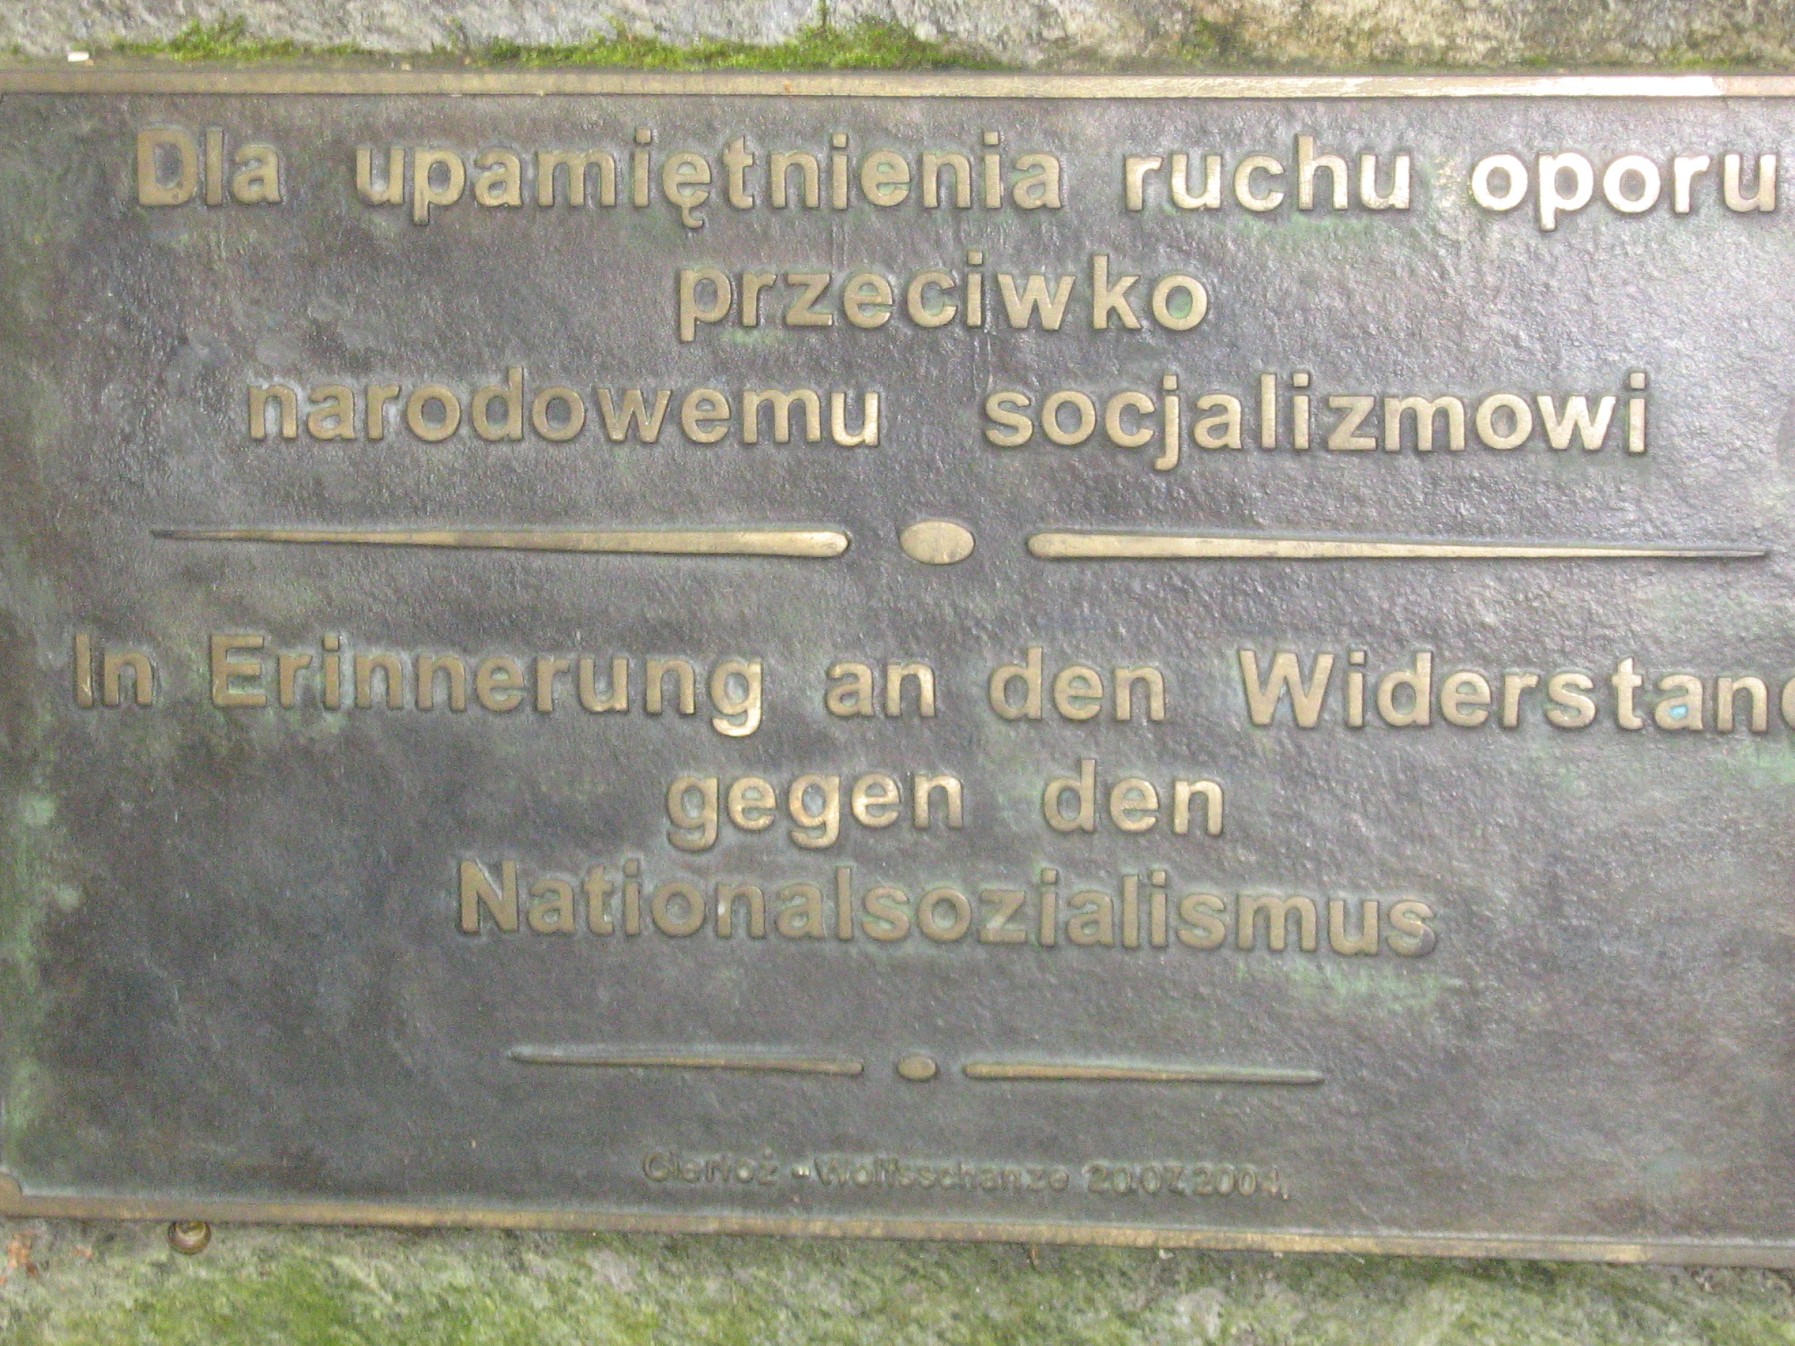 Dla upamiętnienia ruchu oporu
przeciwko
narodowemu socjalizmowi
In Erinnerung an den Widerstand
gegen den
Nationalsozialismus
Gierłoż - Wolfsschanze 20.07.2004.